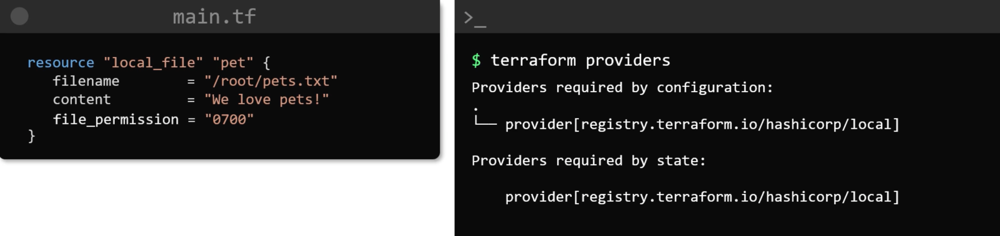 main.tf
resource "local_file" "pet" {
filename = "/root/pets.txt"
content = "We love pets!"
file_permission = "0700"
}
>_
$ terraform providers
Providers required by configuration:
.
└── provider[registry.terraform.io/hashicorp/local]
Providers required by state:
provider[registry.terraform.io/hashicorp/local]